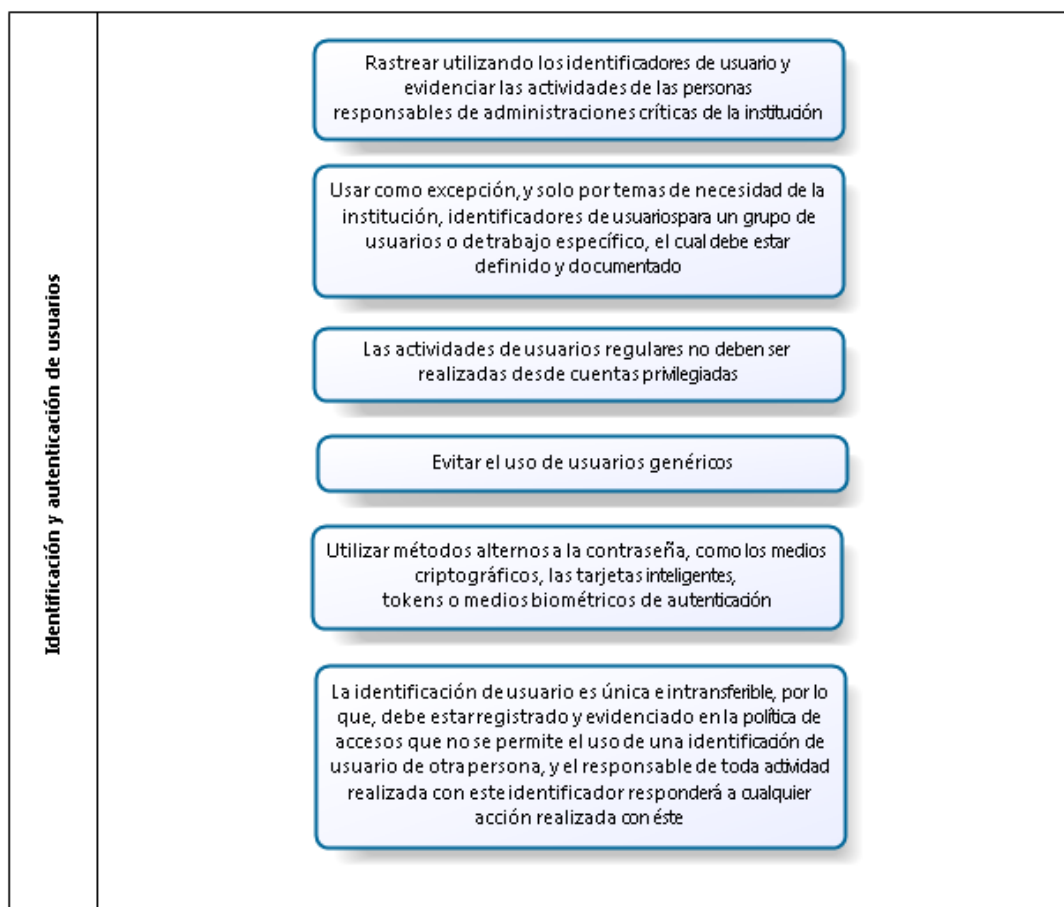 Identificación y autenticación de usuarios
Rastrear utilizando los identificadores de usuario y
evidenciar las actividades de las personas
responsables de administraciones críticas de la institución
Usar como excepción, y solo por temas de necesidad de la
institución, identificadores de usuariospara un grupo de
usuarios o de trabajo específico, el cual debe estar
definido y documentado
Las actividades de usuarios regulares no deben ser
realizadas desde cuentas privilegiadas
Evitar el uso de usuarios genéricos
Utilizar métodos alternos a la contraseña, como los medios
criptográficos, las tarjetas inteligentes,
tokens o medios biométricos de autenticación
La identificación de usuario es única e intransferible, por lo
que, debe estar registrado y evidenciado en la política de
accesos que no se permite el uso de una identificación de
usuario de otra persona, y el responsable de toda actividad
realizada con este identificador responderá a cualquier
acción realizada con éste